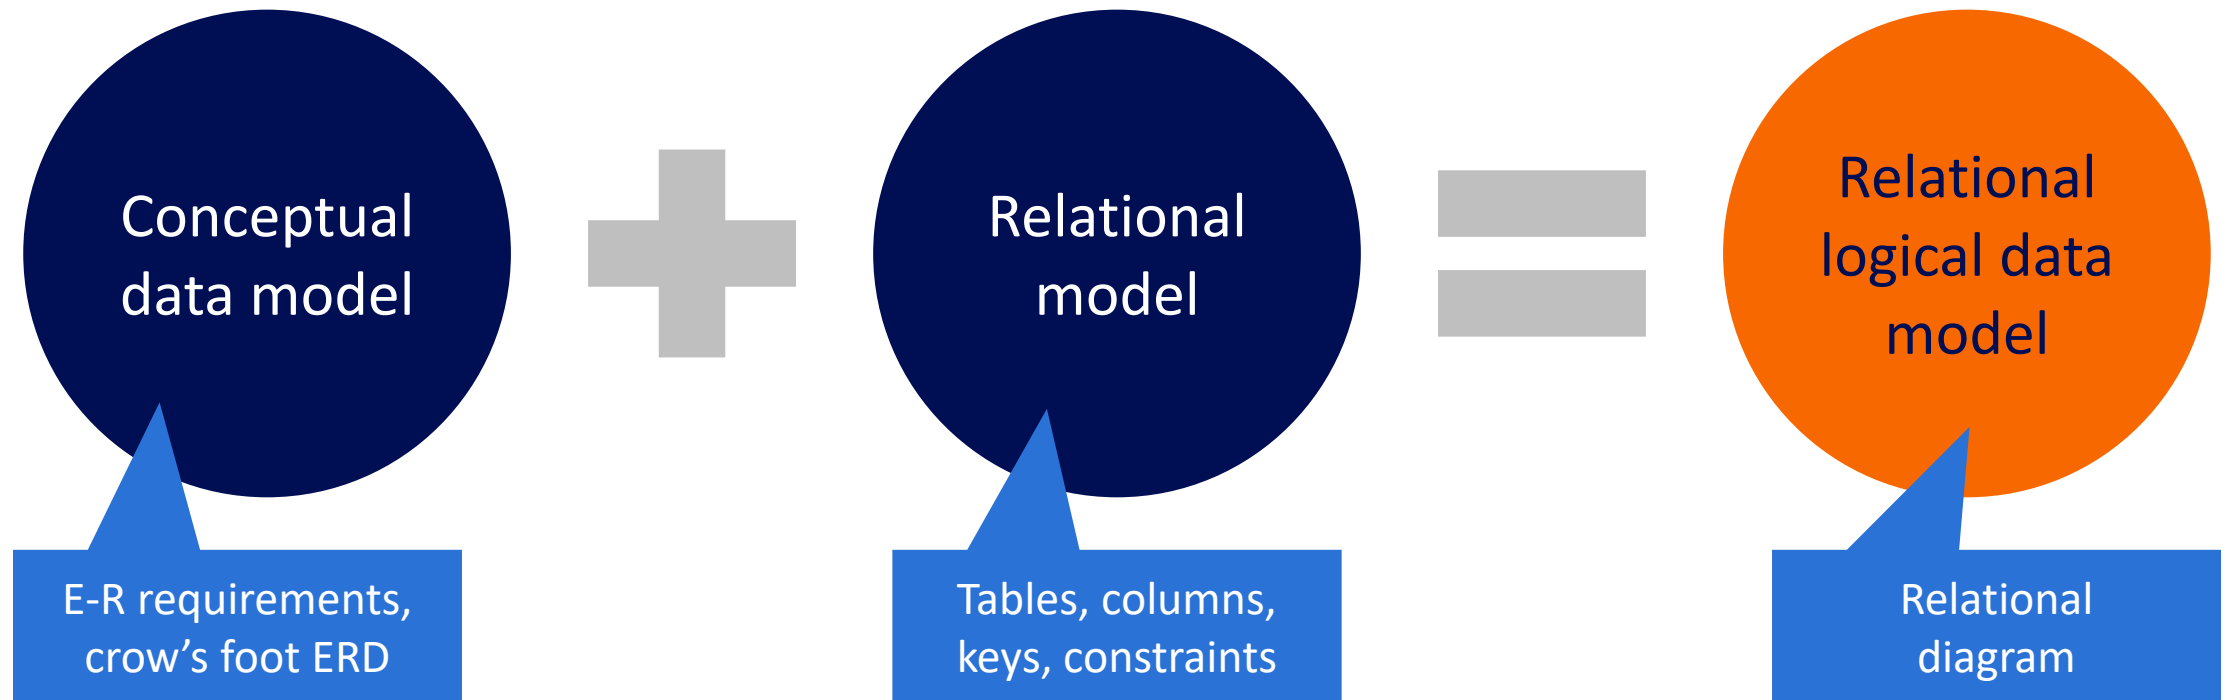 Conceptual
data model
Relational
model
Relational
logical data
model
E-R requirements,
crow’s foot ERD
Tables, columns,
keys, constraints
Relational
diagram